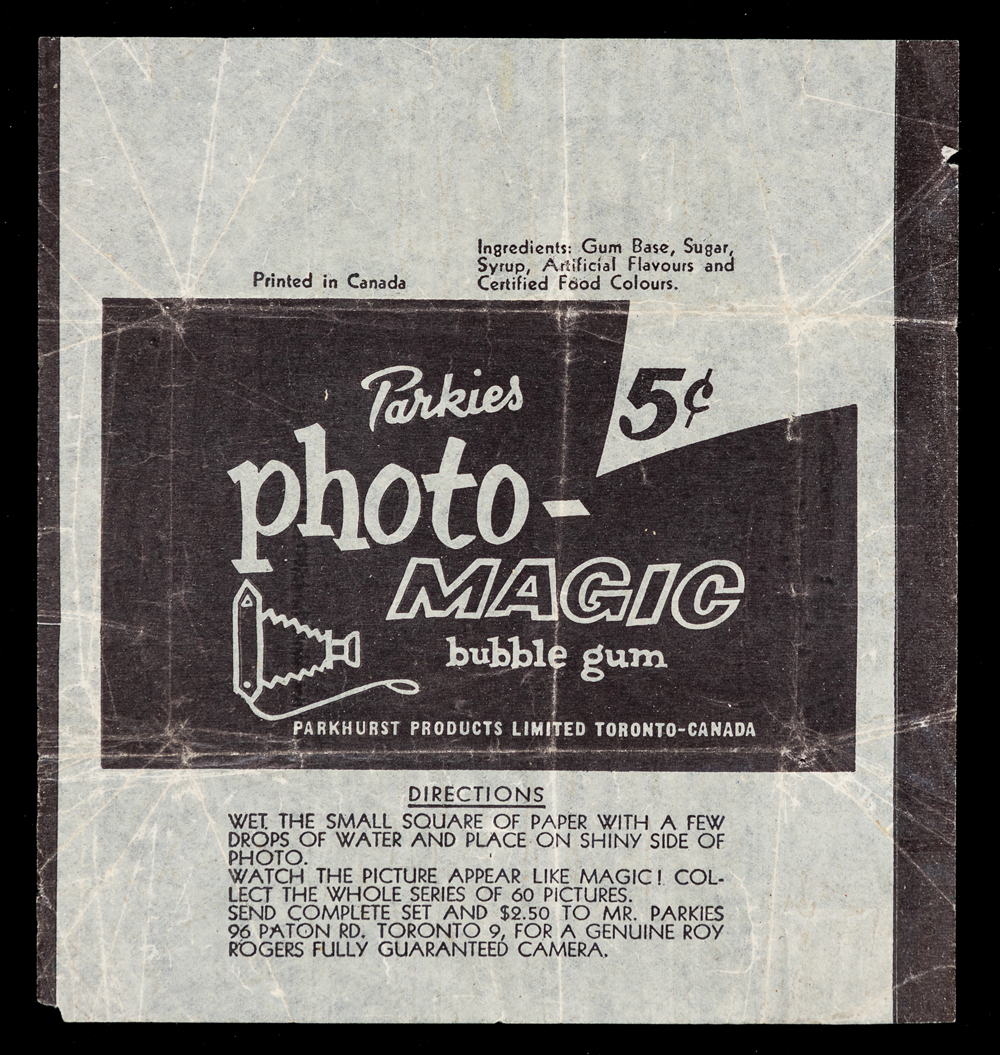 Ingredients: Gum Base, Sugar,
Syrup, Artificial Flavours and
Certified Food Colours.
Printed in Canada
5¢
Parkies
photo-
MAGIC
bubble gum
PARKHURST PRODUCTS LIMITED TORONTO-CANADA
DIRECTIONS
WET THE SMALL SQUARE OF PAPER WITH A FEW
DROPS OF WATER AND PLACE ON SHINY SIDE OF
PHOTO.
WATCH THE PICTURE APPEAR LIKE MAGIC! COL-
LECT THE WHOLE SERIES OF 60 PICTURES.
SEND COMPLETE SET AND $2.50 TO MR. PARKIES
96 PATON RD. TORONTO 9, FOR A GENUINE ROY
ROGERS FULLY GUARANTEED CAMERA.